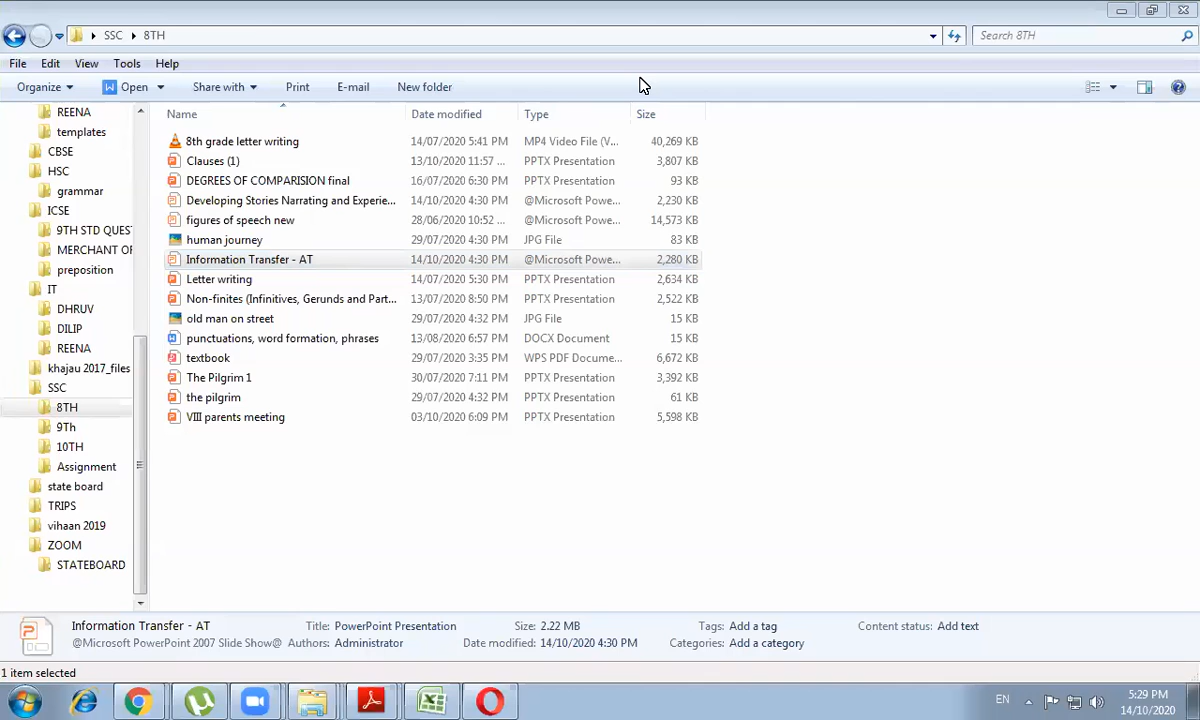 SSC 8TH Search 8TH
File Edit View Tools Help
Organize Open Share with Print E-mail New folder
Name Date modified Type Size
8th grade letter writing 14/07/2020 5:41 PM MP4 Video File (V... 40,269 KB
Clauses (1) 13/10/2020 11:57 ... PPTX Presentation 3,807 KB
DEGREES OF COMPARISION final 16/07/2020 6:30 PM PPTX Presentation 93 KB
Developing Stories Narrating and Experie... 14/10/2020 4:30 PM @Microsoft Powe... 2,230 KB
figures of speech new 28/06/2020 10:52 ... @Microsoft Powe... 14,573 KB
human journey 29/07/2020 4:30 PM JPG File 83 KB
Information Transfer - AT 14/10/2020 4:30 PM @Microsoft Powe... 2,280 KB
Letter writing 14/07/2020 5:30 PM PPTX Presentation 2,634 KB
Non-finites (Infinitives, Gerunds and Part... 13/07/2020 8:50 PM PPTX Presentation 2,522 KB
old man on street 29/07/2020 4:32 PM JPG File 15 KB
punctuations, word formation, phrases 13/08/2020 6:57 PM DOCX Document 15 KB
textbook 29/07/2020 3:35 PM WPS PDF Docume... 6,672 KB
The Pilgrim 1 30/07/2020 7:11 PM PPTX Presentation 3,392 KB
the pilgrim 29/07/2020 4:32 PM PPTX Presentation 61 KB
VIII parents meeting 03/10/2020 6:09 PM PPTX Presentation 5,598 KB
REENA
templates
CBSE
HSC
grammar
ICSE
9TH STD QUEST
MERCHANT OF
preposition
IT
DHRUV
DILIP
REENA
khajau 2017_files
SSC
8TH
9Th
10TH
Assignment
state board
TRIPS
vihaan 2019
ZOOM
STATEBOARD
Information Transfer - AT Title: PowerPoint Presentation Size: 2.22 MB Tags: Add a tag Content status: Add text
@Microsoft PowerPoint 2007 Slide Show@ Authors: Administrator Date modified: 14/10/2020 4:30 PM Categories: Add a category
1 item selected
EN 5:29 PM
14/10/2020